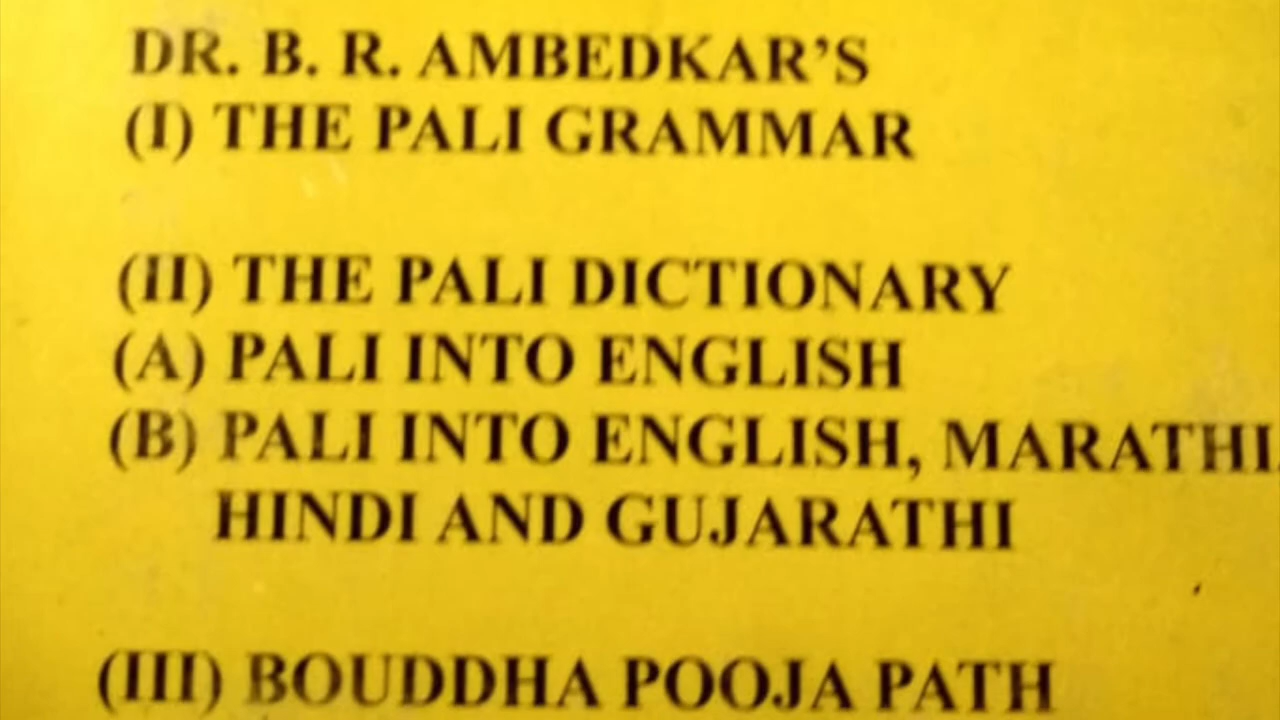 DR. B. R. AMBEDKAR'S
(I) THE PALI GRAMMAR
(II) THE PALI DICTIONARY
(A) PALI INTO ENGLISH
(B) PALI INTO ENGLISH, MARATHI,
HINDI AND GUJARATHI
(III) BOUDDHA POOJA PATH